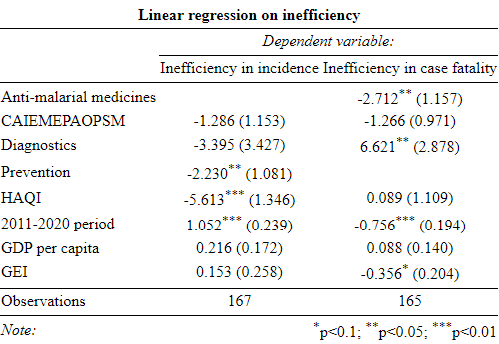 Linear regression on inefficiency
Dependent variable:
Inefficiency in incidence Inefficiency in case fatality
Anti-malarial medicines -2.712** (1.157)
CAIEMEPAOPSM -1.286 (1.153) -1.266 (0.971)
Diagnostics -3.395 (3.427) 6.621** (2.878)
Prevention -2.230** (1.081)
HAQI -5.613*** (1.346) 0.089 (1.109)
2011-2020 period 1.052*** (0.239) -0.756*** (0.194)
GDP per capita 0.216 (0.172) 0.088 (0.140)
GEI 0.153 (0.258) -0.356* (0.204)
Observations 167 165
Note: *p<0.1; **p<0.05; ***p<0.01